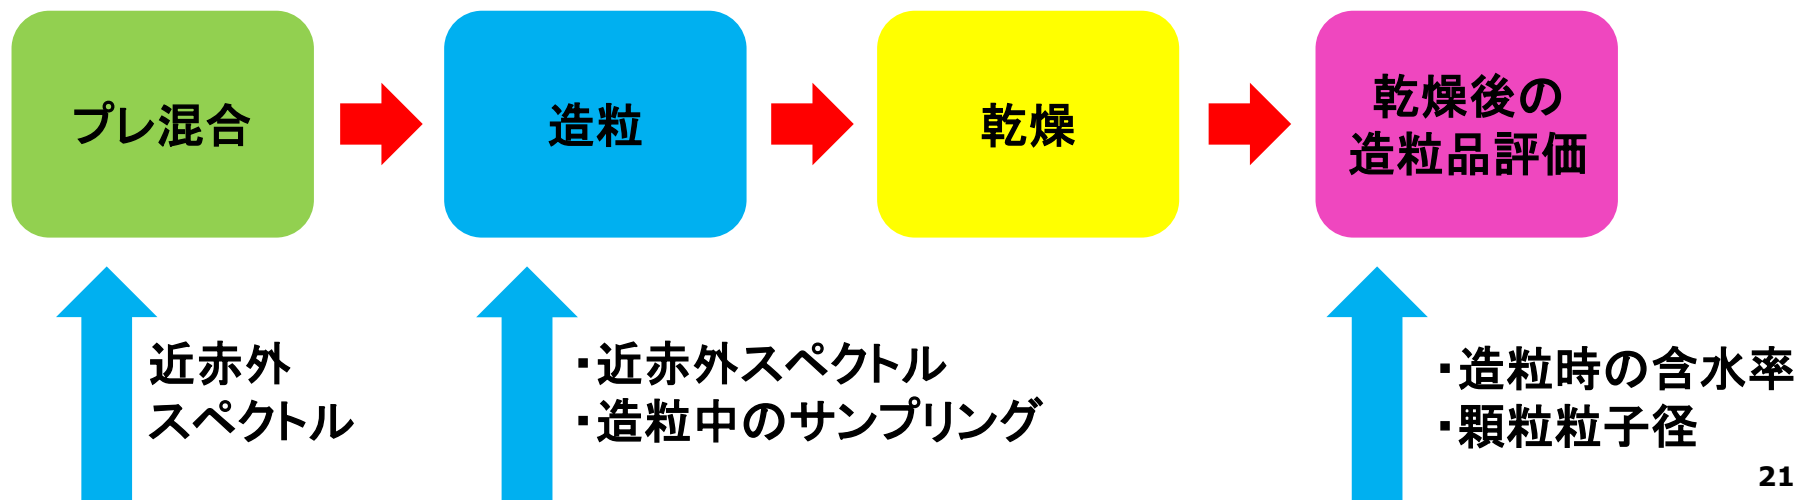 プレ混合
造粒
乾燥
乾燥後の
造粒品評価
近赤外
スペクトル
・近赤外スペクトル
・造粒中のサンプリング
・造粒時の含水率
・顆粒粒子径
21